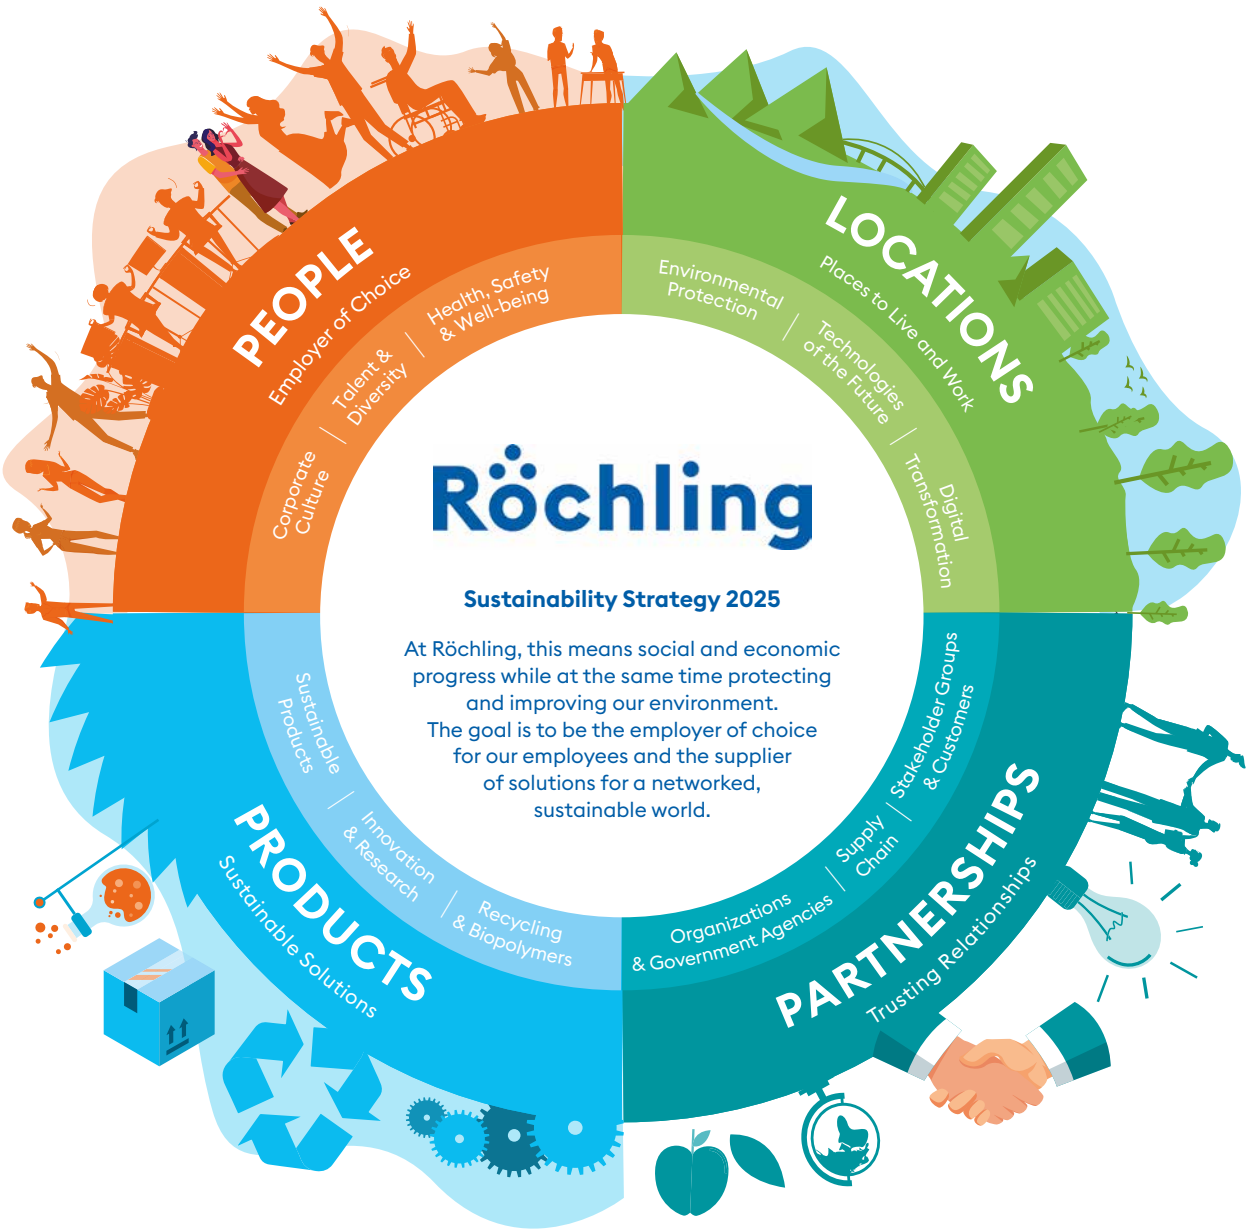 Röchling
Sustainability Strategy 2025
At Röchling, this means social and economic
progress while at the same time protecting
and improving our environment.
The goal is to be the employer of choice
for our employees and the supplier
of solutions for a networked,
sustainable world.
PEOPLE
Employer of Choice
Corporate
Culture
Talent &
Diversity
Health, Safety
& Well-being
LOCATIONS
Places to Live and Work
Environmental
Protection
Technologies
of the Future
Digital
Transformation
PARTNERSHIPS
Trusting Relationships
Stakeholder Groups
& Customers
Supply
Chain
Organizations
& Government Agencies
PRODUCTS
Sustainable Solutions
Sustainable
Products
Innovation
& Research
Recycling
& Biopolymers